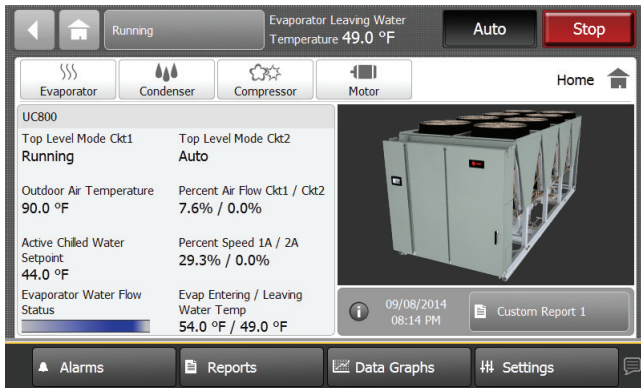 Running
Evaporator Leaving Water
Temperature 49.0 °F
Auto
Stop
Evaporator
Condenser
Compressor
Motor
Home
UC800
Top Level Mode Ckt1
Running
Top Level Mode Ckt2
Auto
Outdoor Air Temperature
90.0 °F
Percent Air Flow Ckt1 / Ckt2
7.6% / 0.0%
Active Chilled Water
Setpoint
44.0 °F
Percent Speed 1A / 2A
29.3% / 0.0%
Evaporator Water Flow
Status
Evap Entering / Leaving
Water Temp
54.0 °F / 49.0 °F
09/08/2014
08:14 PM
Custom Report 1
Alarms
Reports
Data Graphs
Settings